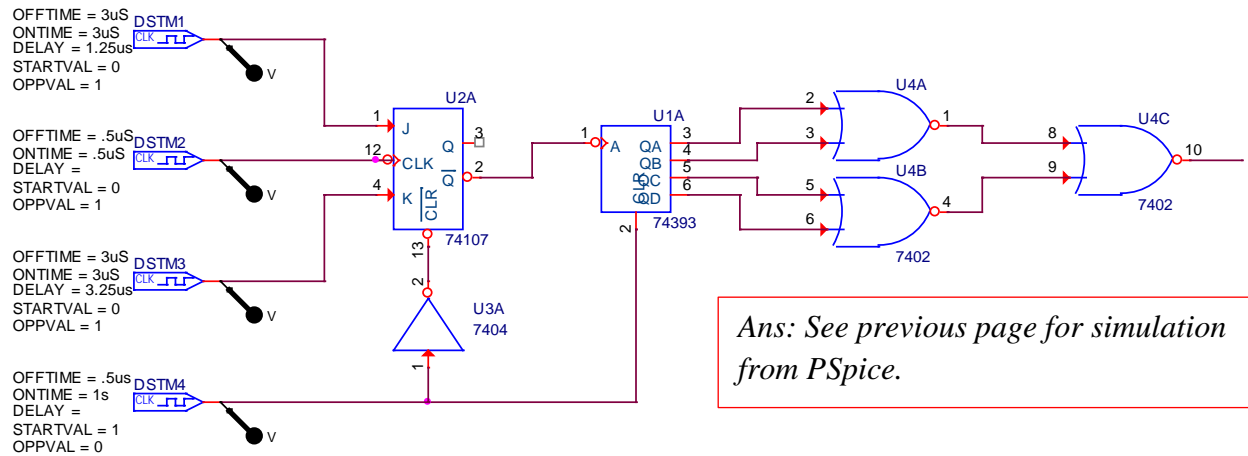 OFFTIME = 3uS
ONTIME = 3uS
DELAY = 1.25us
STARTVAL = 0
OPPVAL = 1
DSTM1
CLK
V
OFFTIME = .5uS
ONTIME = .5uS
DELAY =
STARTVAL = 0
OPPVAL = 1
DSTM2
CLK
V
OFFTIME = 3uS
ONTIME = 3uS
DELAY = 3.25us
STARTVAL = 0
OPPVAL = 1
DSTM3
CLK
V
OFFTIME = .5us
ONTIME = 1s
DELAY =
STARTVAL = 1
OPPVAL = 0
DSTM4
CLK
V
U2A
1
J
Q
3
12
CLK
Q
2
4
K
CLR
13
74107
2
U3A
7404
1
U1A
1
A
QA
3
QB
4
QC
5
QD
6
CLR
2
74393
U4A
2
3
1
7402
U4B
5
6
4
7402
U4C
8
9
10
7402
Ans: See previous page for simulation
from PSpice.